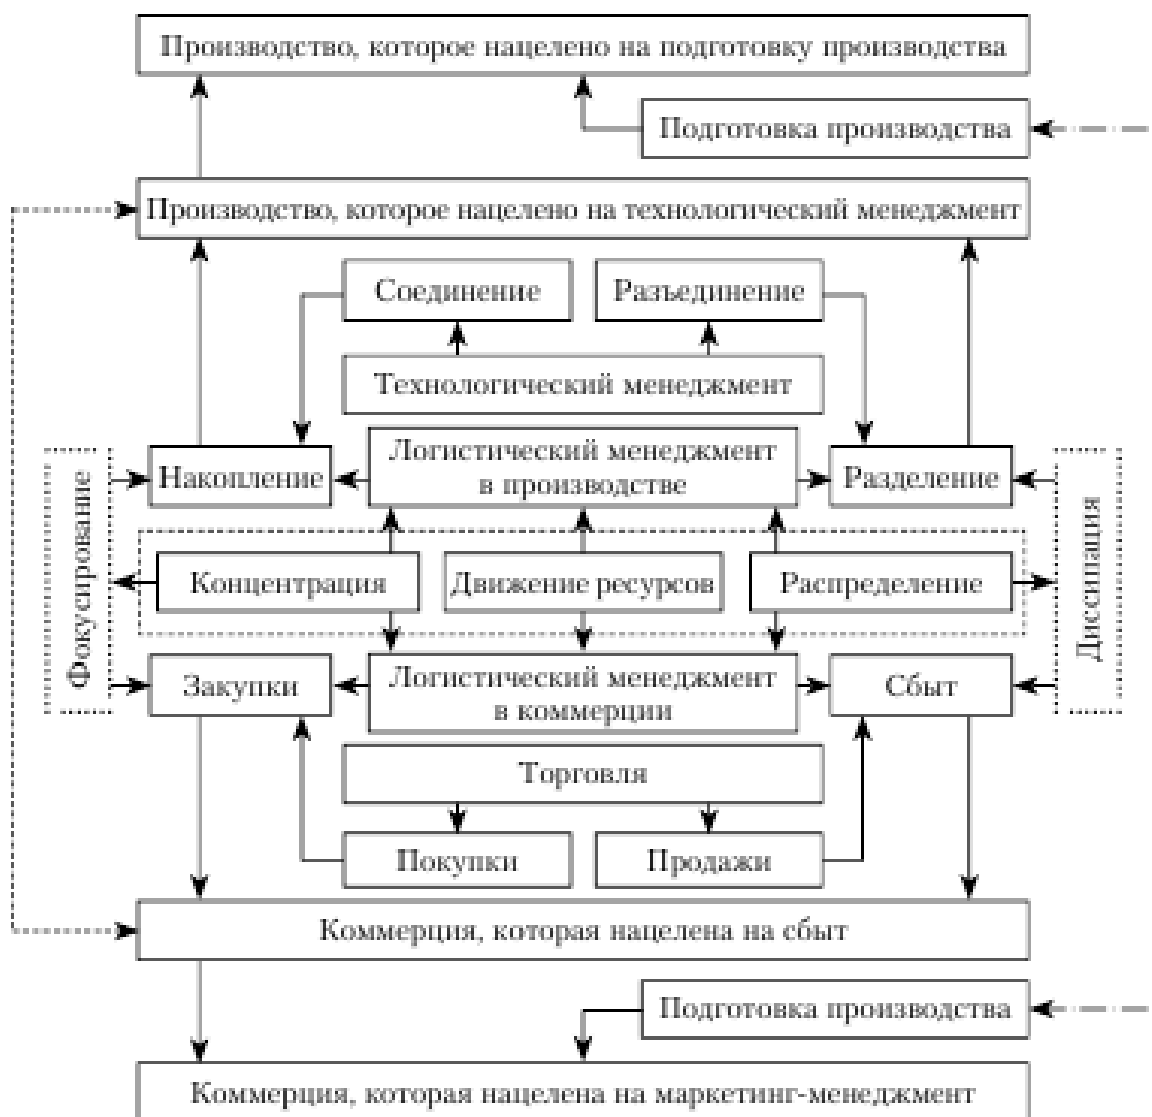 Производство, которое нацелено на подготовку производства
Подготовка производства
Производство, которое нацелено на технологический менеджмент
Соединение
Разъединение
Технологический менеджмент
Фокусирование
Накопление
Логистический менеджмент
в производстве
Разделение
Диссипация
Концентрация
Движение ресурсов
Распределение
Закупки
Логистический менеджмент
в коммерции
Сбыт
Торговля
Покупки
Продажи
Коммерция, которая нацелена на сбыт
Подготовка производства
Коммерция, которая нацелена на маркетинг-менеджмент